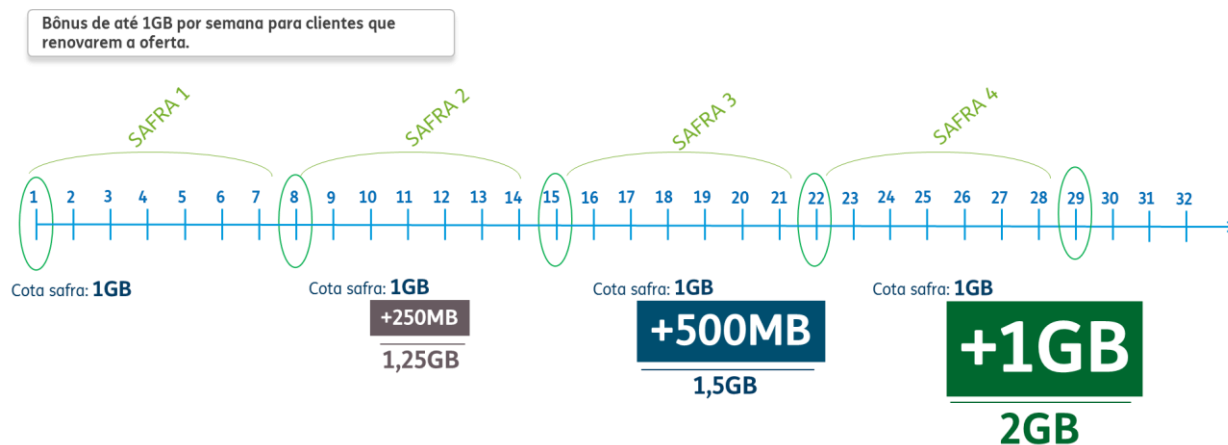 Bônus de até 1GB por semana para clientes que
renovarem a oferta.
SAFRA 1
SAFRA 2
SAFRA 3
SAFRA 4
1 2 3 4 5 6 7 8 9 10 11 12 13 14 15 16 17 18 19 20 21 22 23 24 25 26 27 28 29 30 31 32
Cota safra: 1GB
Cota safra: 1GB
+250MB
1,25GB
Cota safra: 1GB
+500MB
1,5GB
Cota safra: 1GB
+1GB
2GB